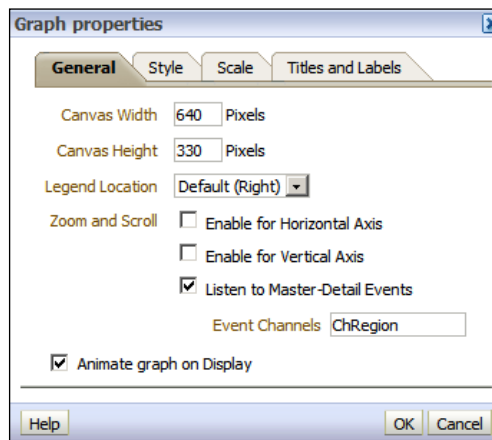 Graph properties
General Style Scale Titles and Labels
Canvas Width 640 Pixels
Canvas Height 330 Pixels
Legend Location Default (Right)
Zoom and Scroll Enable for Horizontal Axis
Enable for Vertical Axis
Listen to Master-Detail Events
Event Channels ChRegion
Animate graph on Display
Help OK Cancel